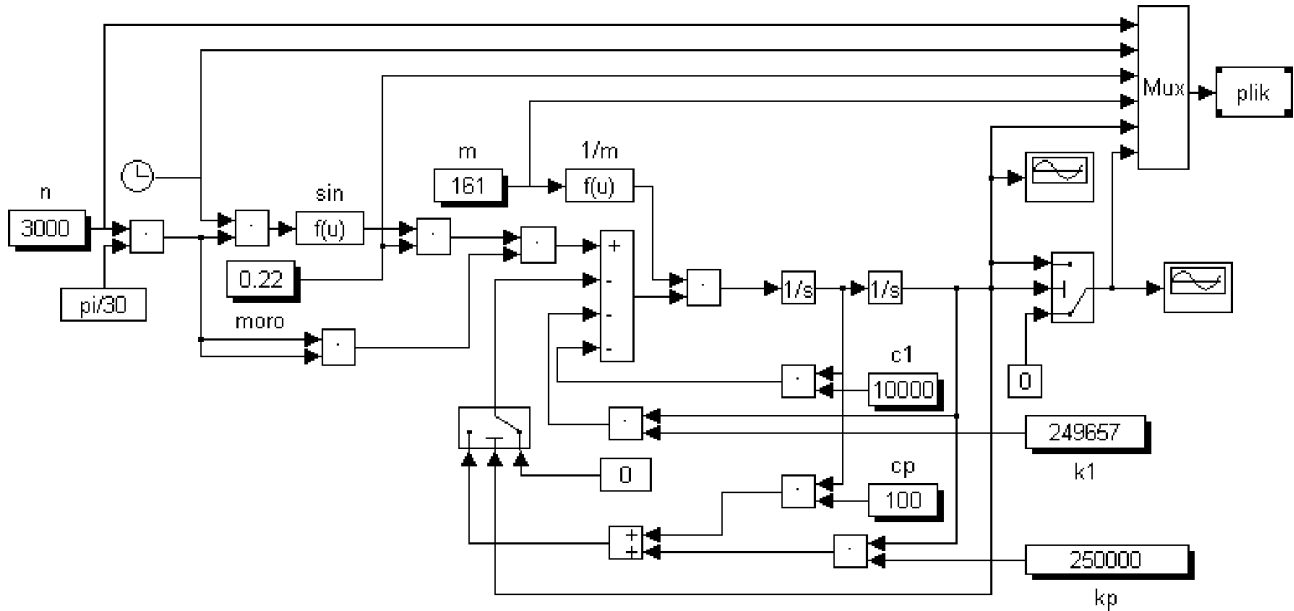 Mux
plik
n
3000
pi/30
sin
f(u)
0.22
moro
m
161
1/m
f(u)
+
-
-
-
1/s
1/s
c1
10000
0
249657
k1
0
cp
100
+
+
250000
kp